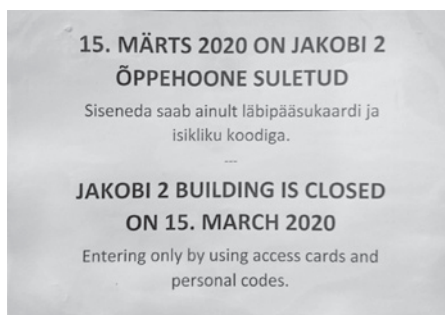 15. MÄRTS 2020 ON JAKOBI 2
ÕPPEHOONE SULETUD
Siseneda saab ainult läbipääsukaardi ja
isikliku koodiga.
---
JAKOBI 2 BUILDING IS CLOSED
ON 15. MARCH 2020
Entering only by using access cards and
personal codes.